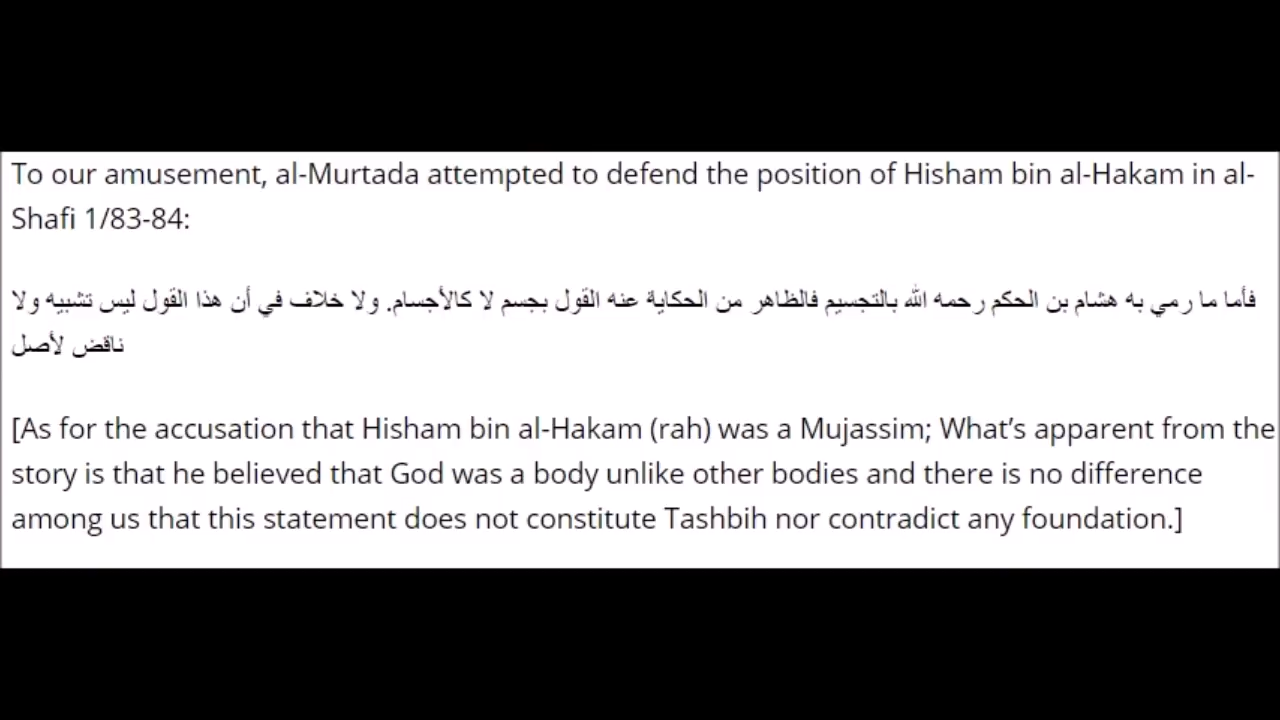 To our amusement, al-Murtada attempted to defend the position of Hisham bin al-Hakam in al-
Shafi 1/83-84:
فأما ما رمي به هشام بن الحكم رحمه الله بالتجسيم فالظاهر من الحكاية عنه القول بجسم لا كالأجسام. ولا خلاف في أن هذا القول ليس تشبيه ولا
ناقض لأصل
[As for the accusation that Hisham bin al-Hakam (rah) was a Mujassim; What’s apparent from the
story is that he believed that God was a body unlike other bodies and there is no difference
among us that this statement does not constitute Tashbih nor contradict any foundation.]